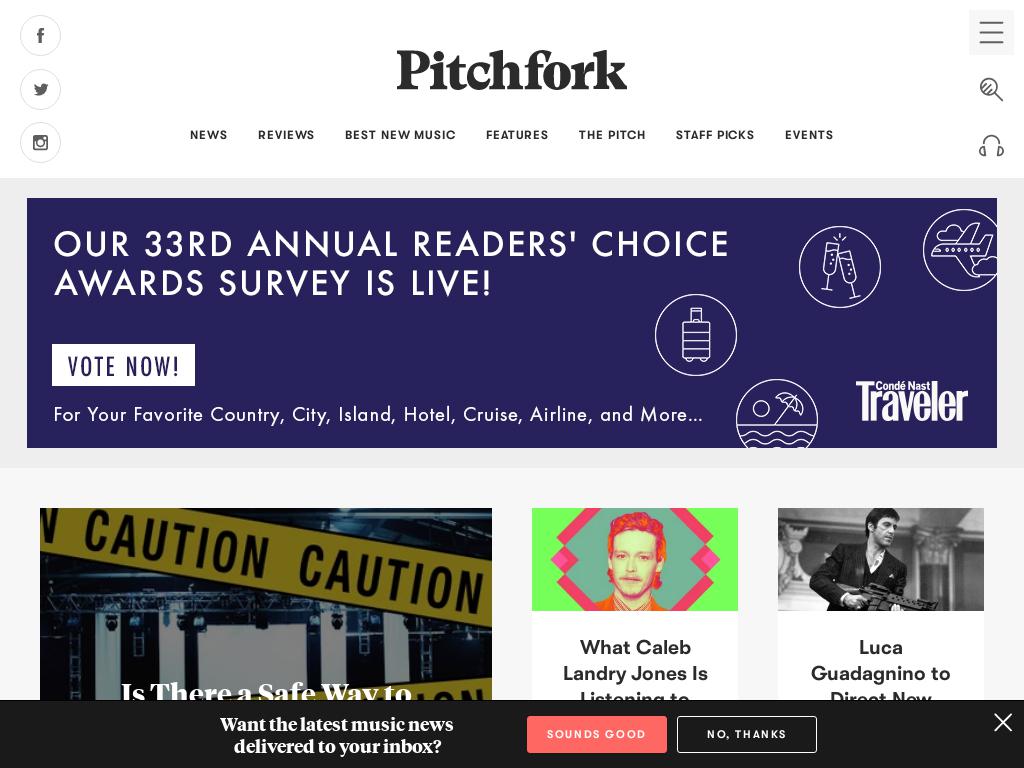 Pitchfork
NEWS REVIEWS BEST NEW MUSIC FEATURES THE PITCH STAFF PICKS EVENTS
OUR 33RD ANNUAL READERS' CHOICE
AWARDS SURVEY IS LIVE!
VOTE NOW!
For Your Favorite Country, City, Island, Hotel, Cruise, Airline, and More...
Condé Nast
Traveler
CAUTION CAUTION
Is There a Safe Way to
What Caleb
Landry Jones Is
Listening to
Luca
Guadagnino to
Direct New
Want the latest music news
delivered to your inbox?
SOUNDS GOOD
NO, THANKS